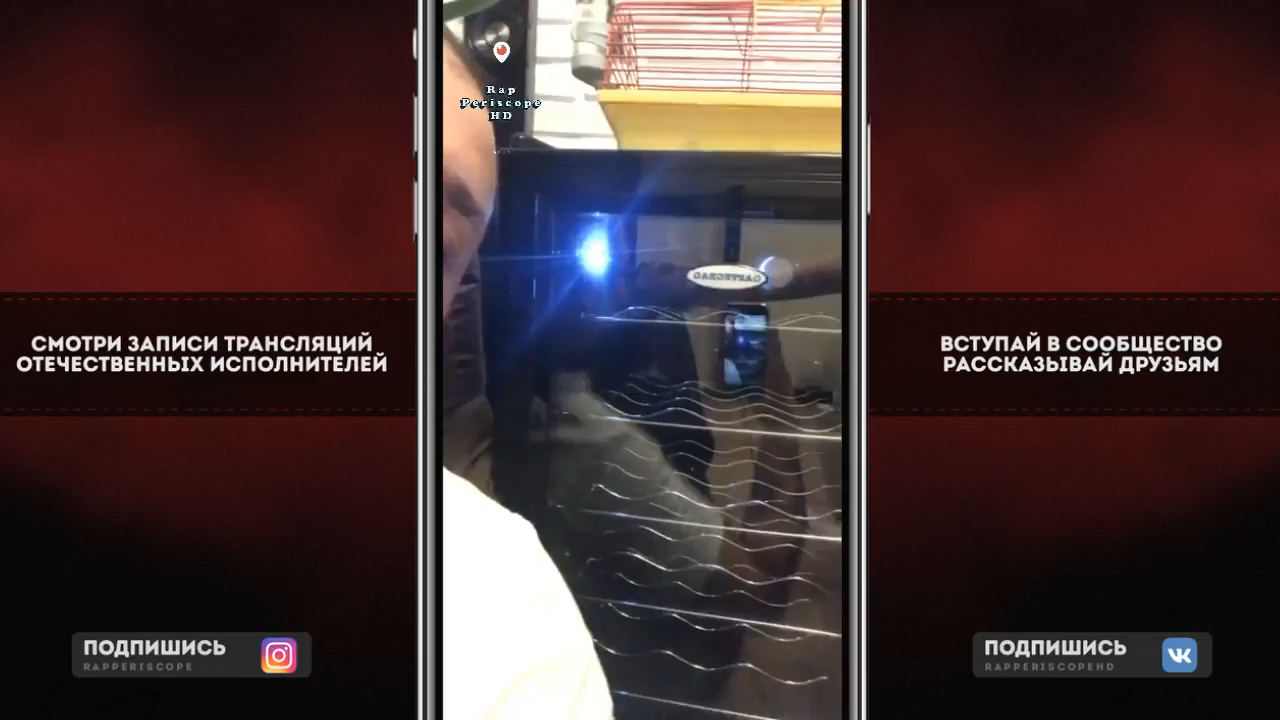 Rap
Periscope
HD
СМОТРИ ЗАПИСИ ТРАНСЛЯЦИЙ
ОТЕЧЕСТВЕННЫХ ИСПОЛНИТЕЛЕЙ
ВСТУПАЙ В СООБЩЕСТВО
РАССКАЗЫВАЙ ДРУЗЬЯМ
ПОДПИШИСЬ
RAPPERISCOPE
ПОДПИШИСЬ
RAPPERISCOPEHD